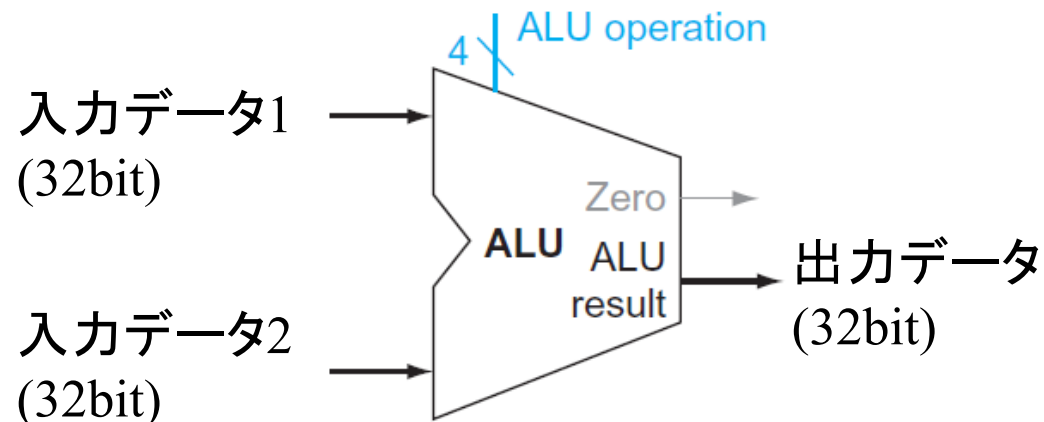 4
ALU operation
入力データ1
(32bit)
Zero
ALU
ALU
result
出力データ
(32bit)
入力データ2
(32bit)